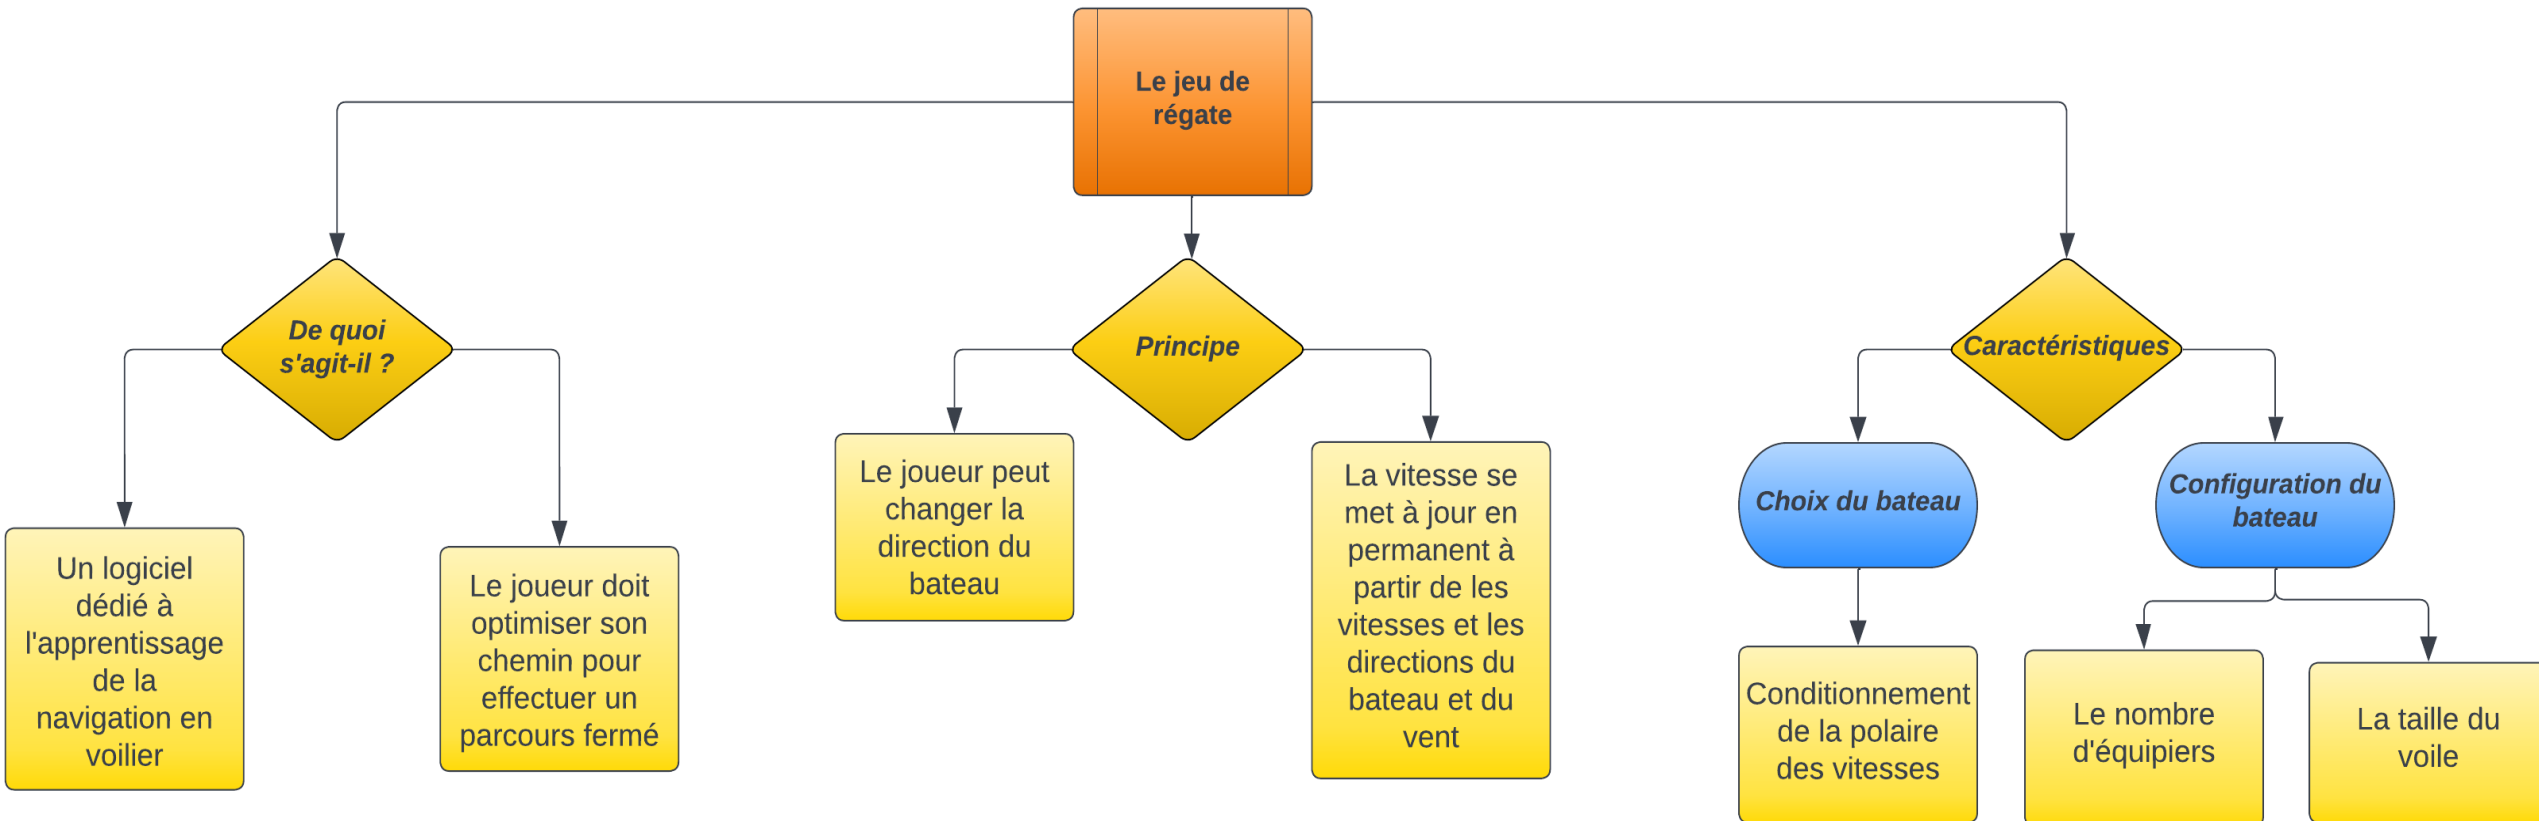 Le jeu de
régate
De quoi
s'agit-il ?
Principe
Caractéristiques
Un logiciel
dédié à
l'apprentissage
de la
navigation en
voilier
Le joueur doit
optimiser son
chemin pour
effectuer un
parcours fermé
Le joueur peut
changer la
direction du
bateau
La vitesse se
met à jour en
permanent à
partir de les
vitesses et les
directions du
bateau et du
vent
Choix du bateau
Configuration du
bateau
Conditionnement
de la polaire
des vitesses
Le nombre
d'équipiers
La taille du
voile